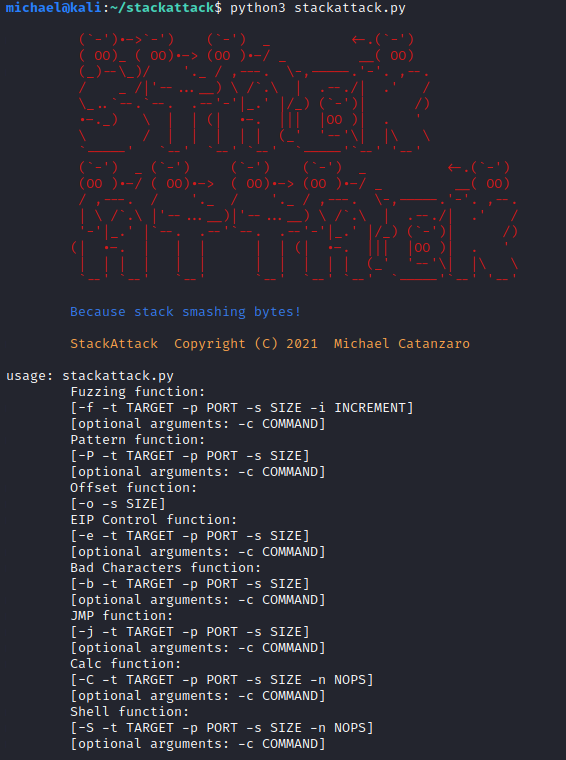 michael@kali:~/stackattack$ python3 stackattack.py
Stack
Attack
Because stack smashing bytes!
StackAttack Copyright (C) 2021 Michael Catanzaro
usage: stackattack.py
Fuzzing function:
[-f -t TARGET -p PORT -s SIZE -i INCREMENT]
[optional arguments: -c COMMAND]
Pattern function:
[-P -t TARGET -p PORT -s SIZE]
[optional arguments: -c COMMAND]
Offset function:
[-o -s SIZE]
EIP Control function:
[-e -t TARGET -p PORT -s SIZE]
[optional arguments: -c COMMAND]
Bad Characters function:
[-b -t TARGET -p PORT -s SIZE]
[optional arguments: -c COMMAND]
JMP function:
[-j -t TARGET -p PORT -s SIZE]
[optional arguments: -c COMMAND]
Calc function:
[-C -t TARGET -p PORT -s SIZE -n NOPS]
[optional arguments: -c COMMAND]
Shell function:
[-S -t TARGET -p PORT -s SIZE -n NOPS]
[optional arguments: -c COMMAND]